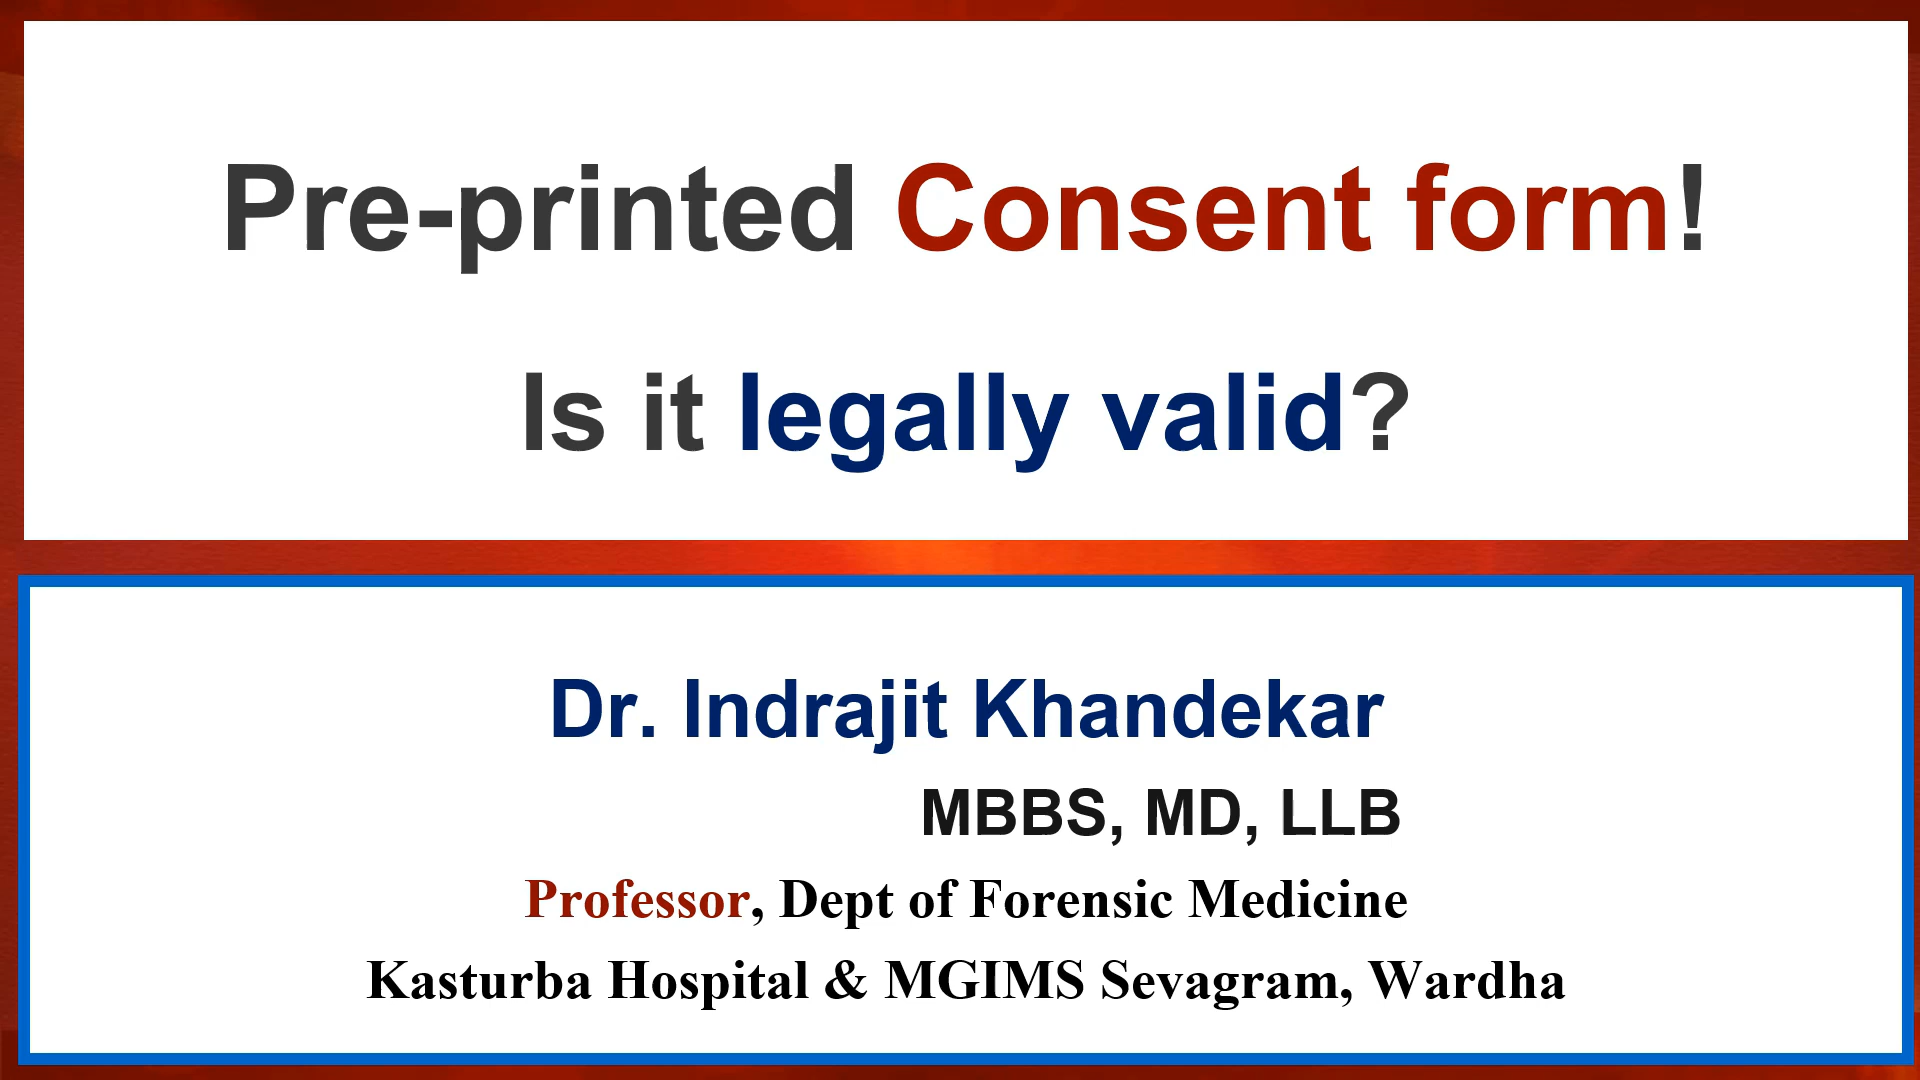 Pre-printed Consent form!
Is it legally valid?
Dr. Indrajit Khandekar
MBBS, MD, LLB
Professor, Dept of Forensic Medicine
Kasturba Hospital & MGIMS Sevagram, Wardha